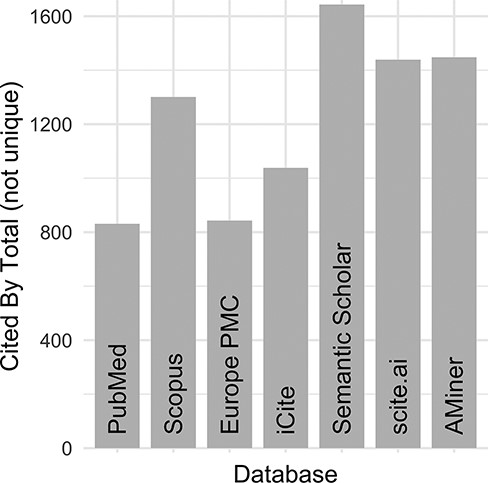 Cited By Total (not unique)
1600
1200
800
400
0
PubMed
Scopus
Europe PMC
iCite
Semantic Scholar
scite.ai
AMiner
Database